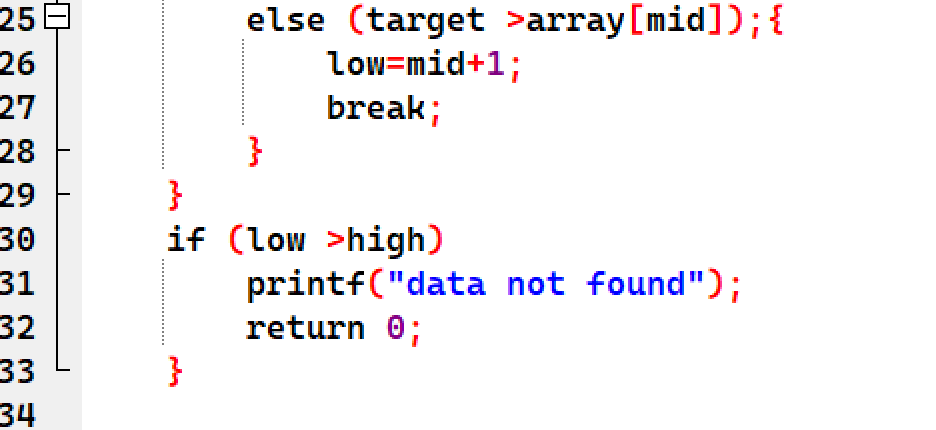 25 else (target >array[mid]);{
26 low=mid+1;
27 break;
28 }
29 }
30 if (low >high)
31 printf("data not found");
32 return 0;
33 }
34